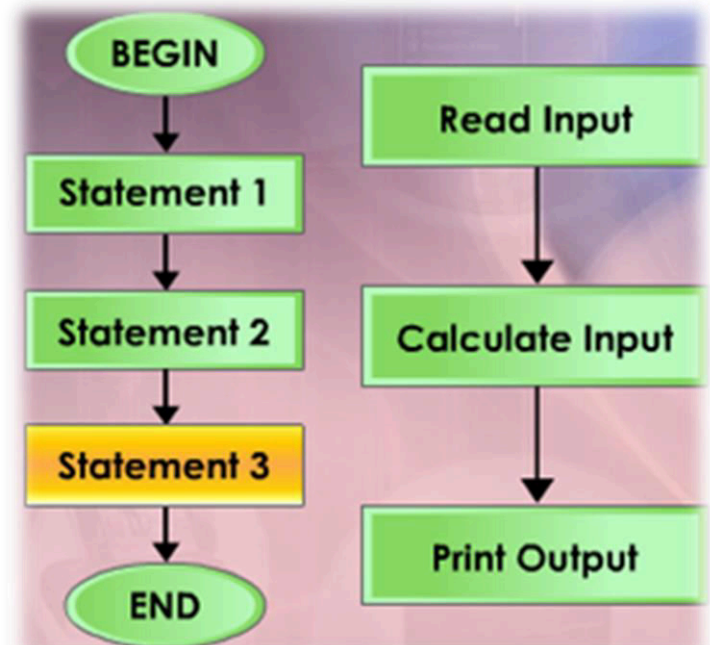 BEGIN
Statement 1
Statement 2
Statement 3
END
Read Input
Calculate Input
Print Output